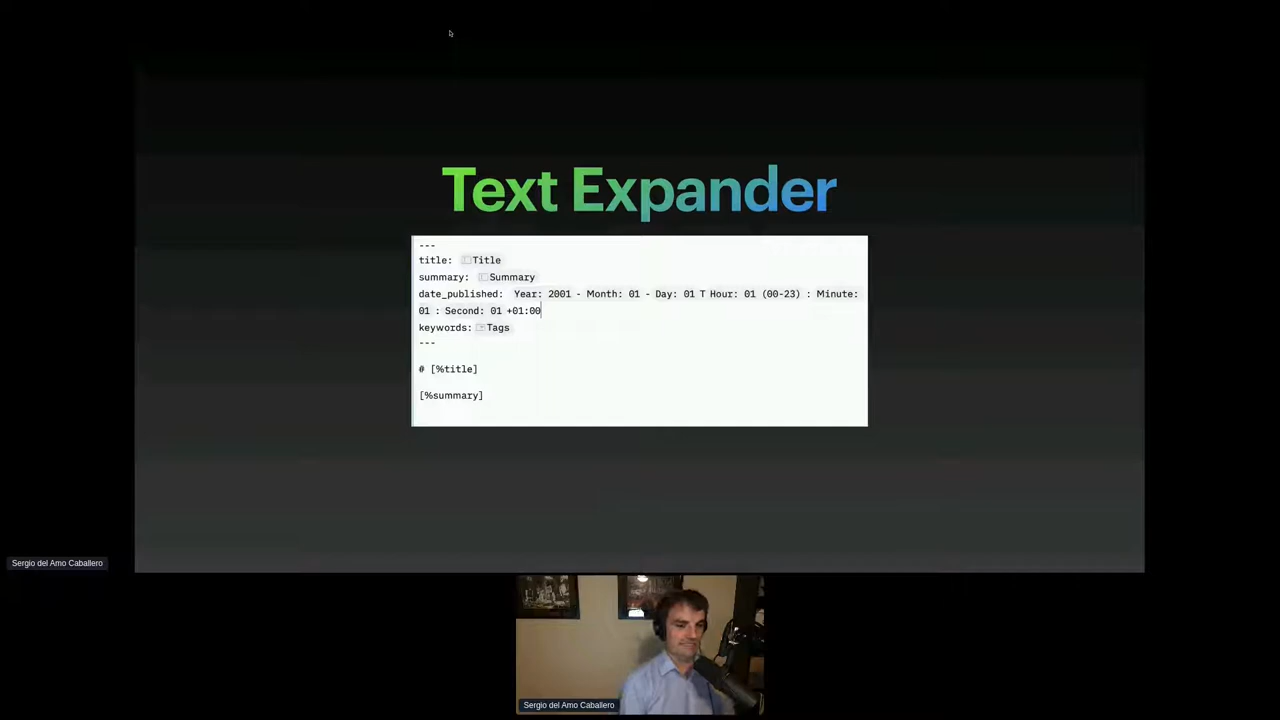 Text Expander
---
title: Title
summary: Summary
date_published: Year: 2001 - Month: 01 - Day: 01 T Hour: 01 (00-23) : Minute:
01 : Second: 01 +01:00
keywords: Tags
---
# [%title]
[%summary]
Sergio del Amo Caballero
Sergio del Amo Caballero